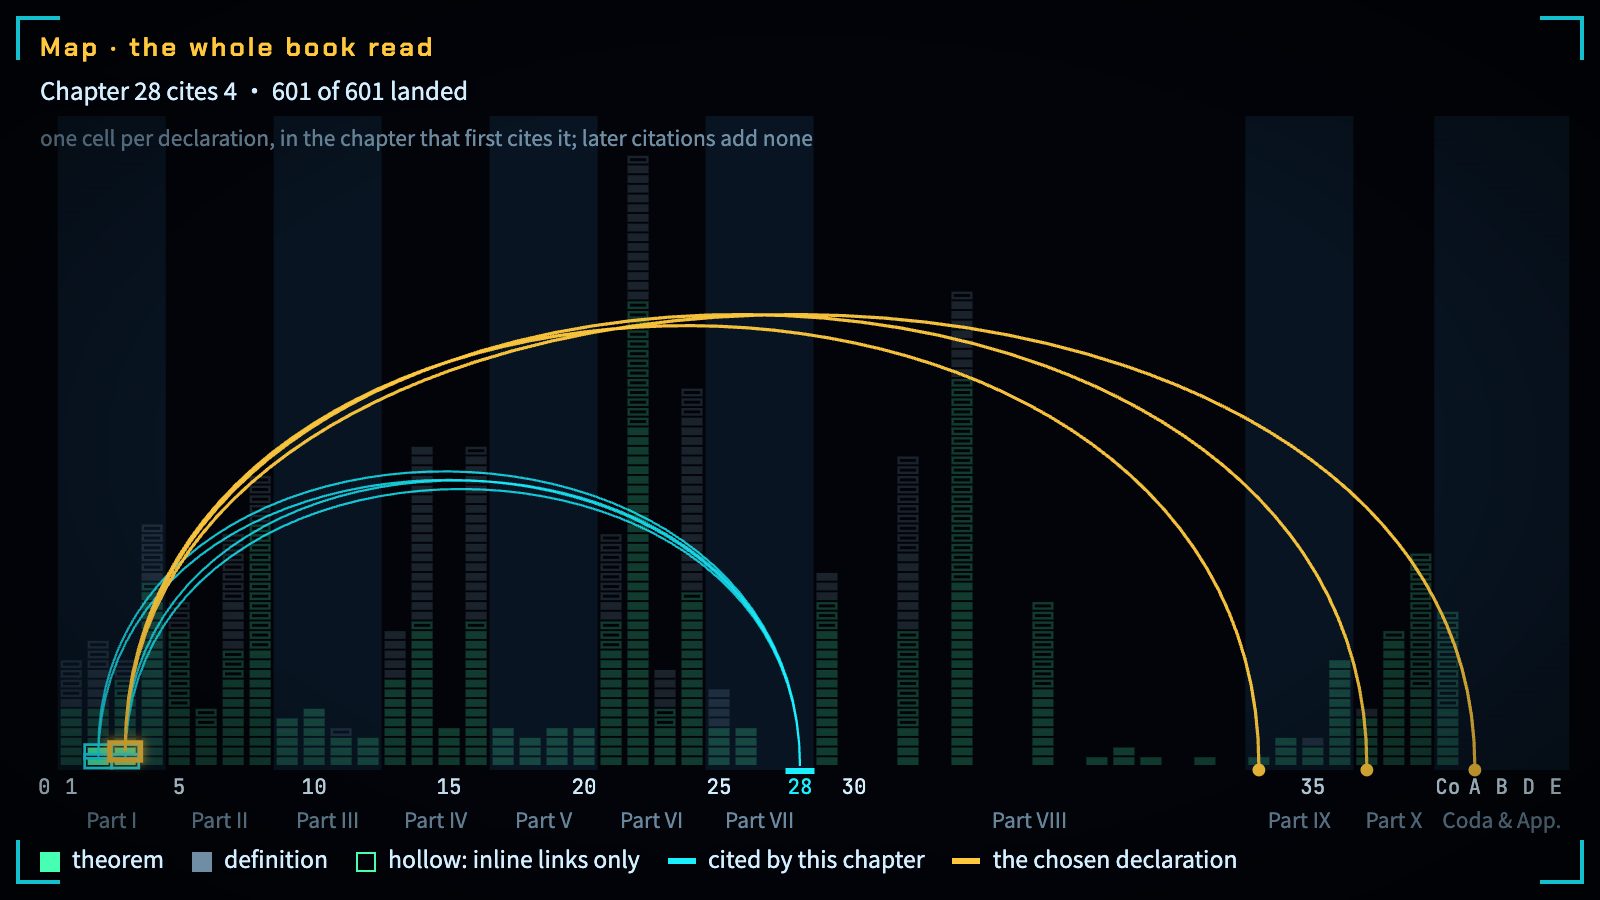 Map · the whole book read
Chapter 28 cites 4 • 601 of 601 landed
one cell per declaration, in the chapter that first cites it; later citations add none
0 1 5 10 15 20 25 28 30 35 Co A B D E
Part I Part II Part III Part IV Part V Part VI Part VII Part VIII Part IX Part X Coda & App.
theorem definition hollow: inline links only cited by this chapter the chosen declaration